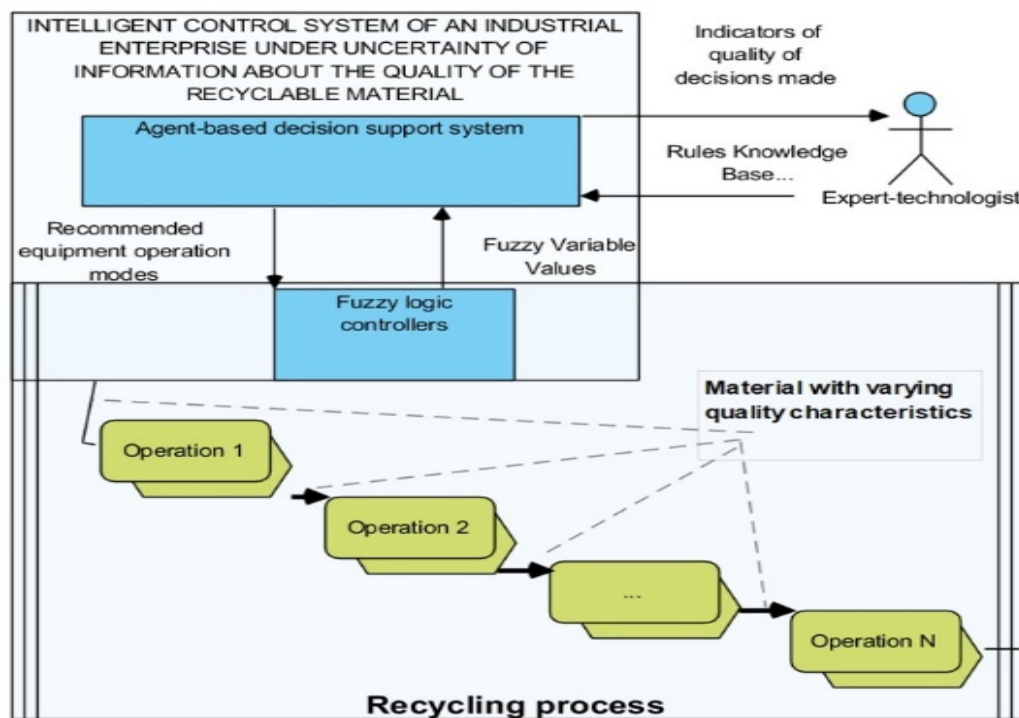 INTELLIGENT CONTROL SYSTEM OF AN INDUSTRIAL
ENTERPRISE UNDER UNCERTAINTY OF
INFORMATION ABOUT THE QUALITY OF THE
RECYCLABLE MATERIAL
Agent-based decision support system
Indicators of
quality of
decisions made
Rules Knowledge
Base...
Expert-technologist
Recommended
equipment operation
modes
Fuzzy Variable
Values
Fuzzy logic
controllers
Material with varying
quality characteristics
Operation 1
Operation 2
...
Operation N
Recycling process